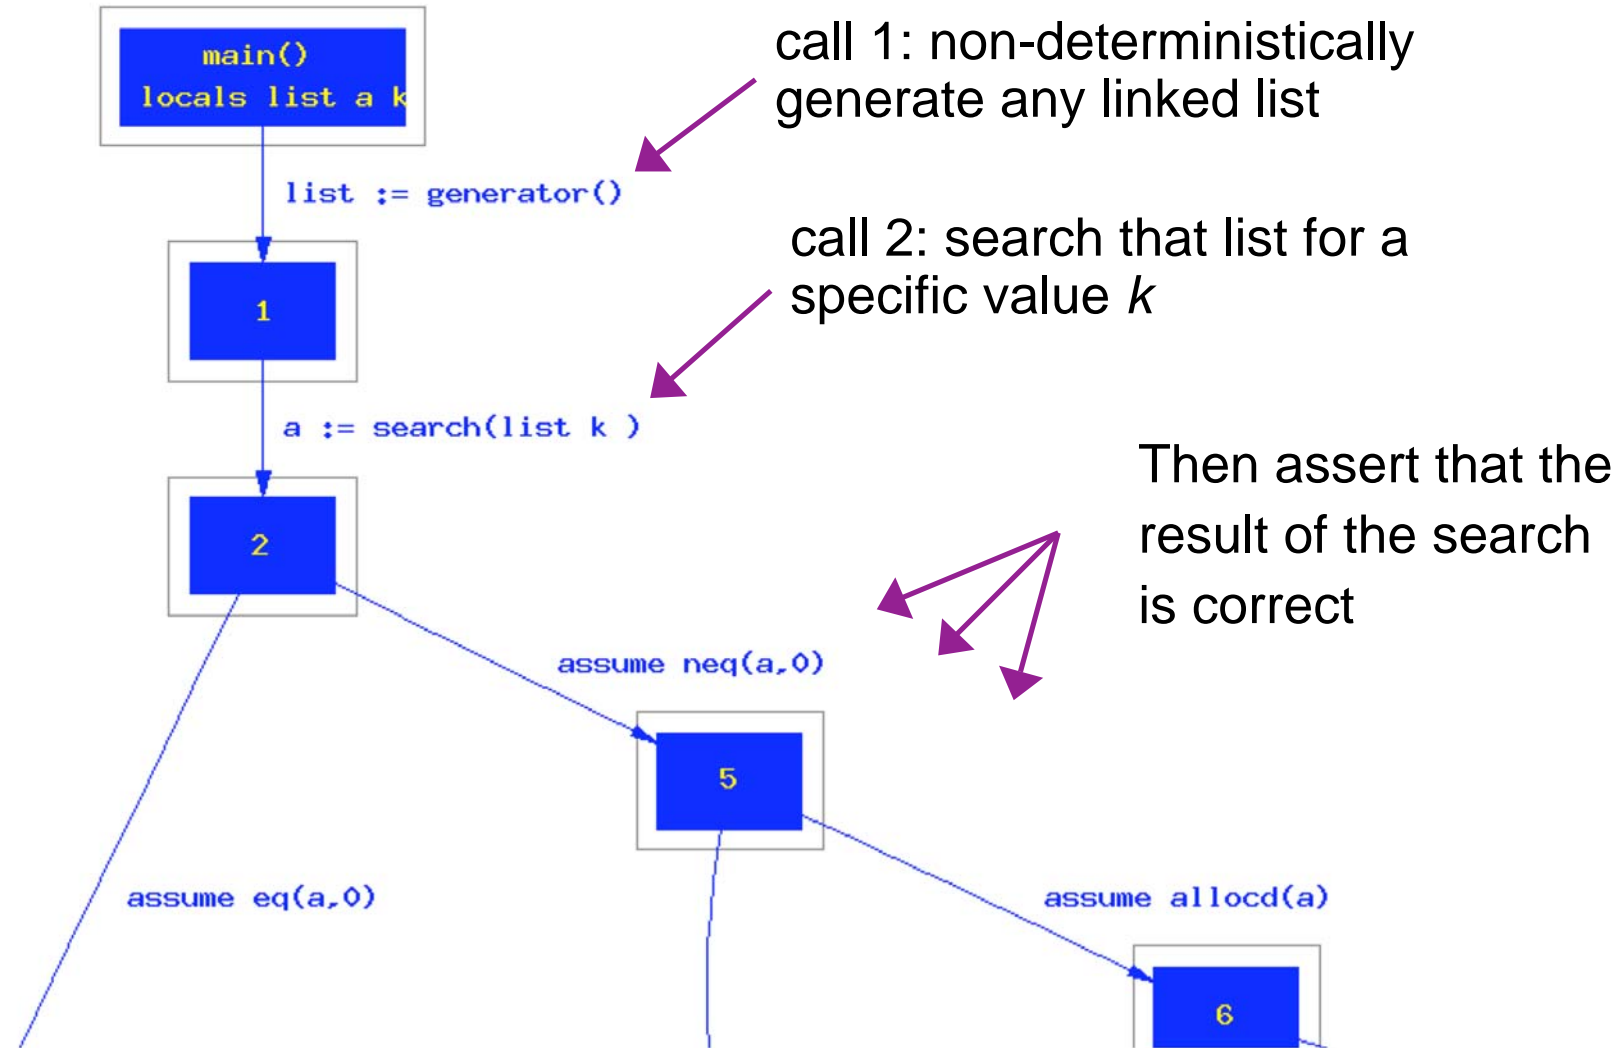 main()
locals list a k
call 1: non-deterministically
generate any linked list
list := generator()
call 2: search that list for a
specific value k
1
a := search(list k )
Then assert that the
result of the search
is correct
2
assume neq(a,0)
5
assume eq(a,0)
assume allocd(a)
6